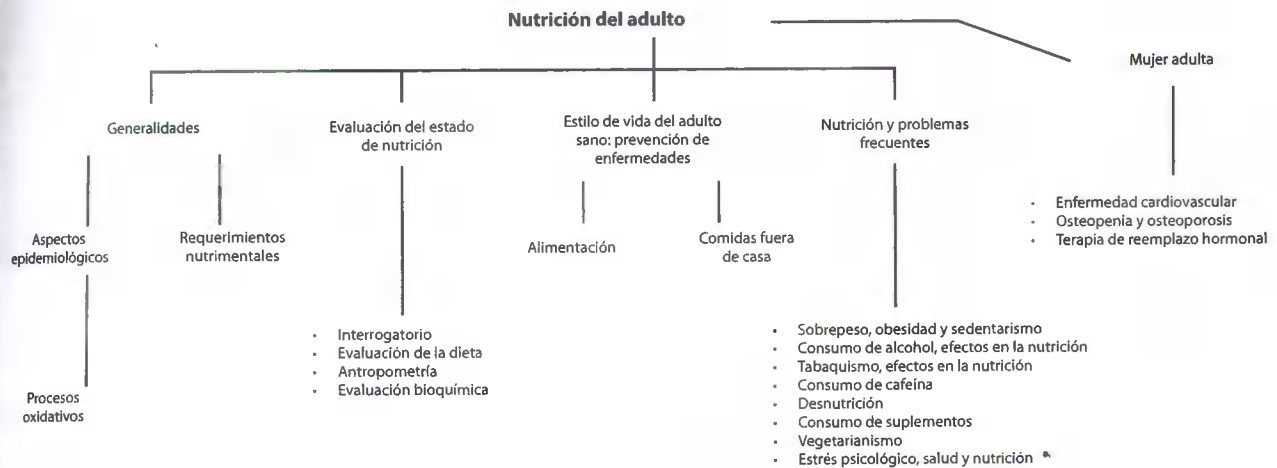 Nutrición del adulto
Mujer adulta
Generalidades
Evaluación del estado
de nutrición
Estilo de vida del adulto
sano: prevención de
enfermedades
Nutrición y problemas
frecuentes
Aspectos
epidemiológicos
Requerimientos
nutrimentales
Alimentación
Comidas fuera
de casa
· Enfermedad cardiovascular
· Osteopenia y osteoporosis
· Terapia de reemplazo hormonal
Procesos
oxidativos
· Interrogatorio
· Evaluación de la dieta
· Antropometría
· Evaluación bioquímica
· Sobrepeso, obesidad y sedentarismo
· Consumo de alcohol, efectos en la nutrición
· Tabaquismo, efectos en la nutrición
· Consumo de cafeína
· Desnutrición
· Consumo de suplementos
· Vegetarianismo
· Estrés psicológico, salud y nutrición